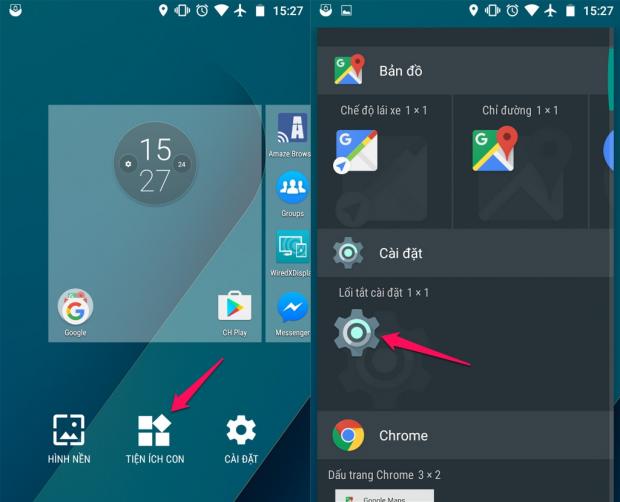 15:27
15
27
24
Amaze Brows
Groups
WiredXDispla
Messenger
Google
CH Play
HÌNH NỀN
TIỆN ÍCH CON
CÀI ĐẶT
15:27
Bản đồ
Chế độ lái xe 1 × 1
Chỉ đường 1 × 1
Cài đặt
Lối tắt cài đặt 1 × 1
Chrome
Dấu trang Chrome 3 × 2
Google Maps